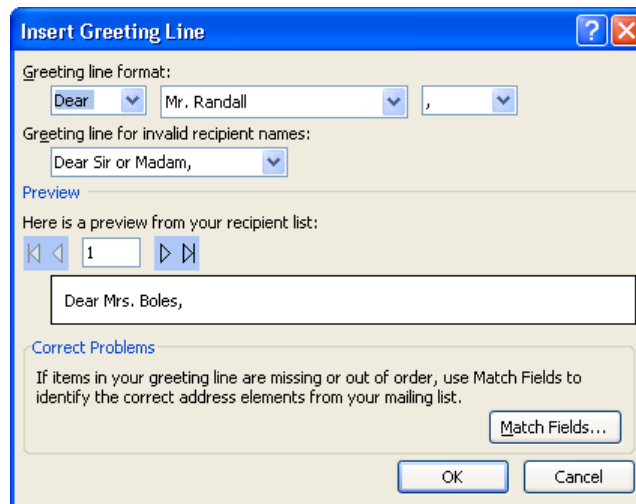 Insert Greeting Line
Greeting line format:
Dear Mr. Randall ,
Greeting line for invalid recipient names:
Dear Sir or Madam,
Preview
Here is a preview from your recipient list:
1
Dear Mrs. Boles,
Correct Problems
If items in your greeting line are missing or out of order, use Match Fields to
identify the correct address elements from your mailing list.
Match Fields...
OK Cancel